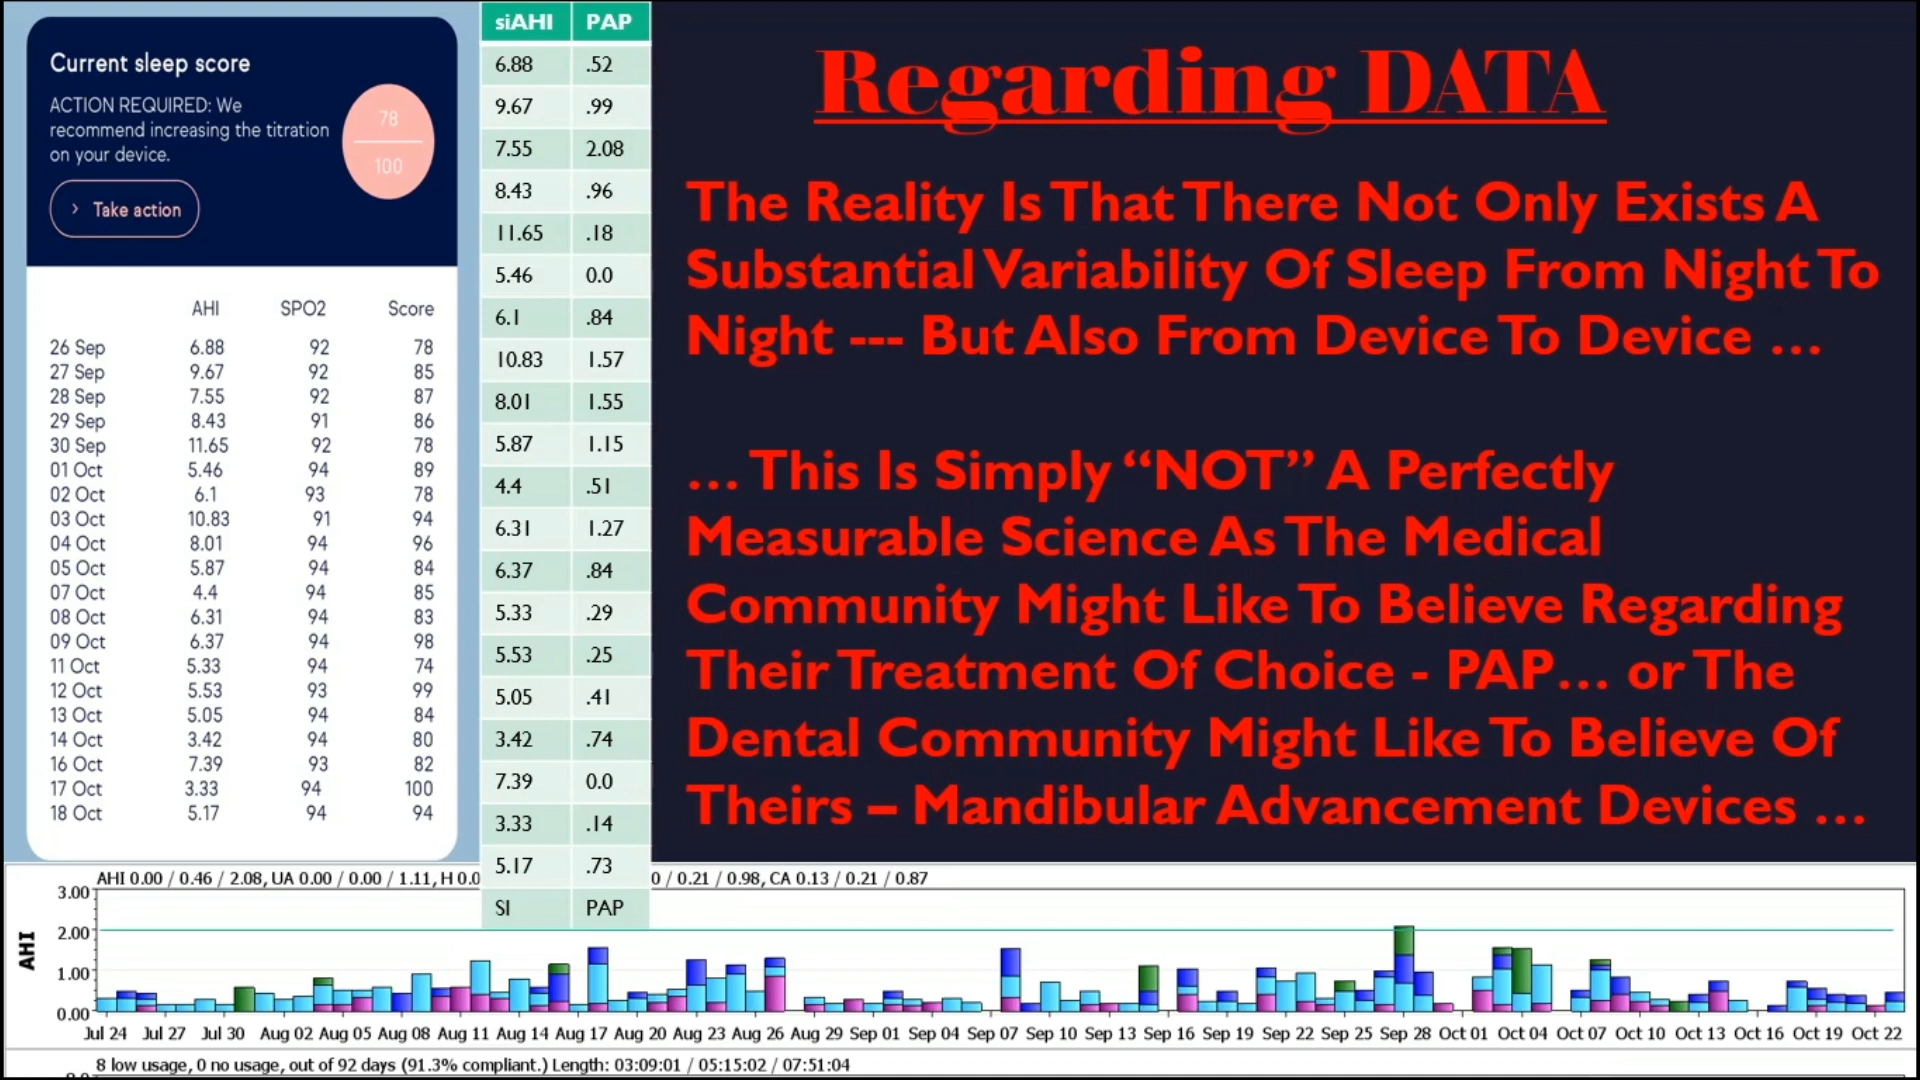 Current sleep score
ACTION REQUIRED: We
recommend increasing the titration
on your device.
78
100
Take action
AHI SPO2 Score
26 Sep 6.88 92 78
27 Sep 9.67 92 85
28 Sep 7.55 92 87
29 Sep 8.43 91 86
30 Sep 11.65 92 78
01 Oct 5.46 94 89
02 Oct 6.1 93 78
03 Oct 10.83 91 94
04 Oct 8.01 94 96
05 Oct 5.87 94 84
07 Oct 4.4 94 85
08 Oct 6.31 94 83
09 Oct 6.37 94 98
11 Oct 5.33 94 74
12 Oct 5.53 93 99
13 Oct 5.05 94 84
14 Oct 3.42 94 80
16 Oct 7.39 93 82
17 Oct 3.33 94 100
18 Oct 5.17 94 94
siAHI PAP
6.88 .52
9.67 .99
7.55 2.08
8.43 .96
11.65 .18
5.46 0.0
6.1 .84
10.83 1.57
8.01 1.55
5.87 1.15
4.4 .51
6.31 1.27
6.37 .84
5.33 .29
5.53 .25
5.05 .41
3.42 .74
7.39 0.0
3.33 .14
5.17 .73
SI PAP
Regarding DATA
The Reality Is That There Not Only Exists A
Substantial Variability Of Sleep From Night To
Night --- But Also From Device To Device …
… This Is Simply “NOT” A Perfectly
Measurable Science As The Medical
Community Might Like To Believe Regarding
Their Treatment Of Choice - PAP… or The
Dental Community Might Like To Believe Of
Theirs – Mandibular Advancement Devices …
AHI 0.00 / 0.46 / 2.08, UA 0.00 / 0.00 / 1.11, H 0.0
0 / 0.21 / 0.98, CA 0.13 / 0.21 / 0.87
AHI
3.00
2.00
1.00
0.00
Jul 24 Jul 27 Jul 30 Aug 02 Aug 05 Aug 08 Aug 11 Aug 14 Aug 17 Aug 20 Aug 23 Aug 26 Aug 29 Sep 01 Sep 04 Sep 07 Sep 10 Sep 13 Sep 16 Sep 19 Sep 22 Sep 25 Sep 28 Oct 01 Oct 04 Oct 07 Oct 10 Oct 13 Oct 16 Oct 19 Oct 22
8 low usage, 0 no usage, out of 92 days (91.3% compliant.) Length: 03:09:01 / 05:15:02 / 07:51:04